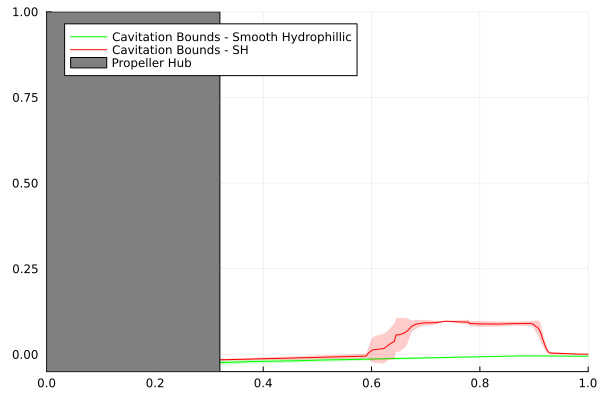 1.00
Cavitation Bounds - Smooth Hydrophillic
Cavitation Bounds - SH
Propeller Hub
0.75
0.50
0.25
0.00
0.0 0.2 0.4 0.6 0.8 1.0